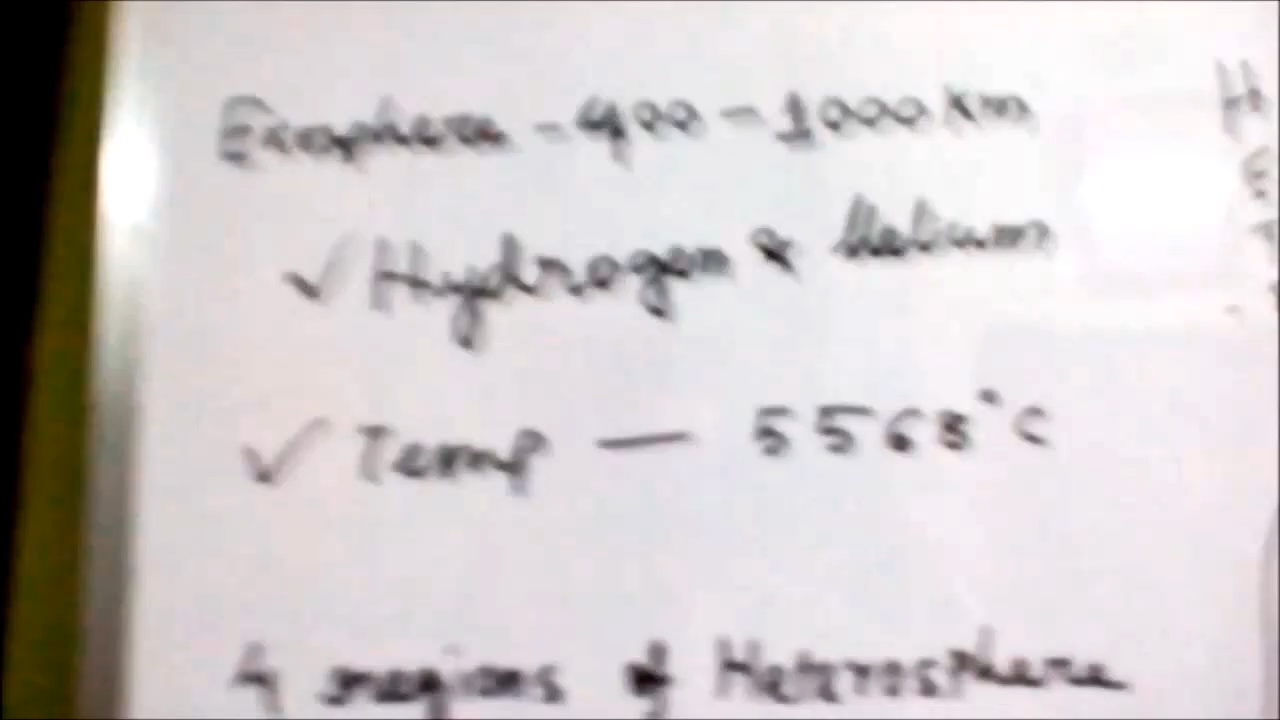 Exosphere - 400 - 1000 Km
✓ Hydrogen & Helium
✓ Temp — 5568°C
4 regions of Heterosphere